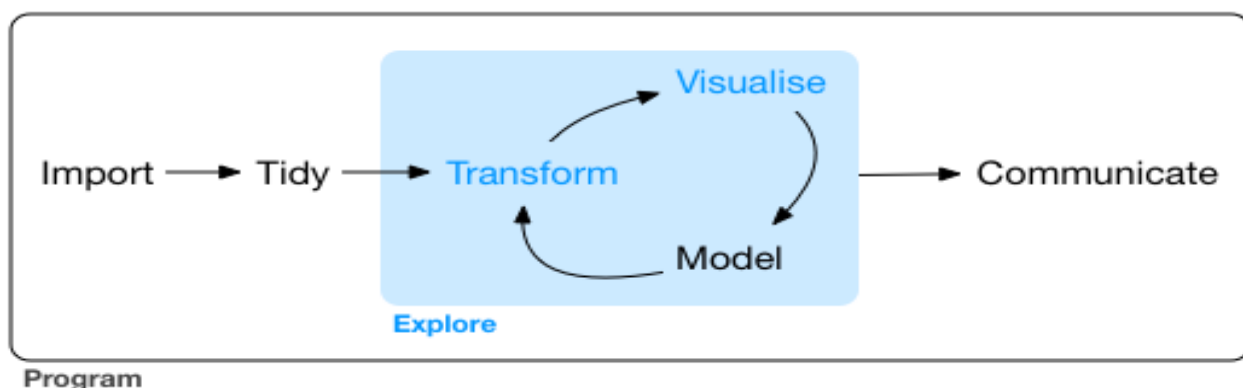 Visualise
Import Tidy Transform Communicate
Model
Explore
Program